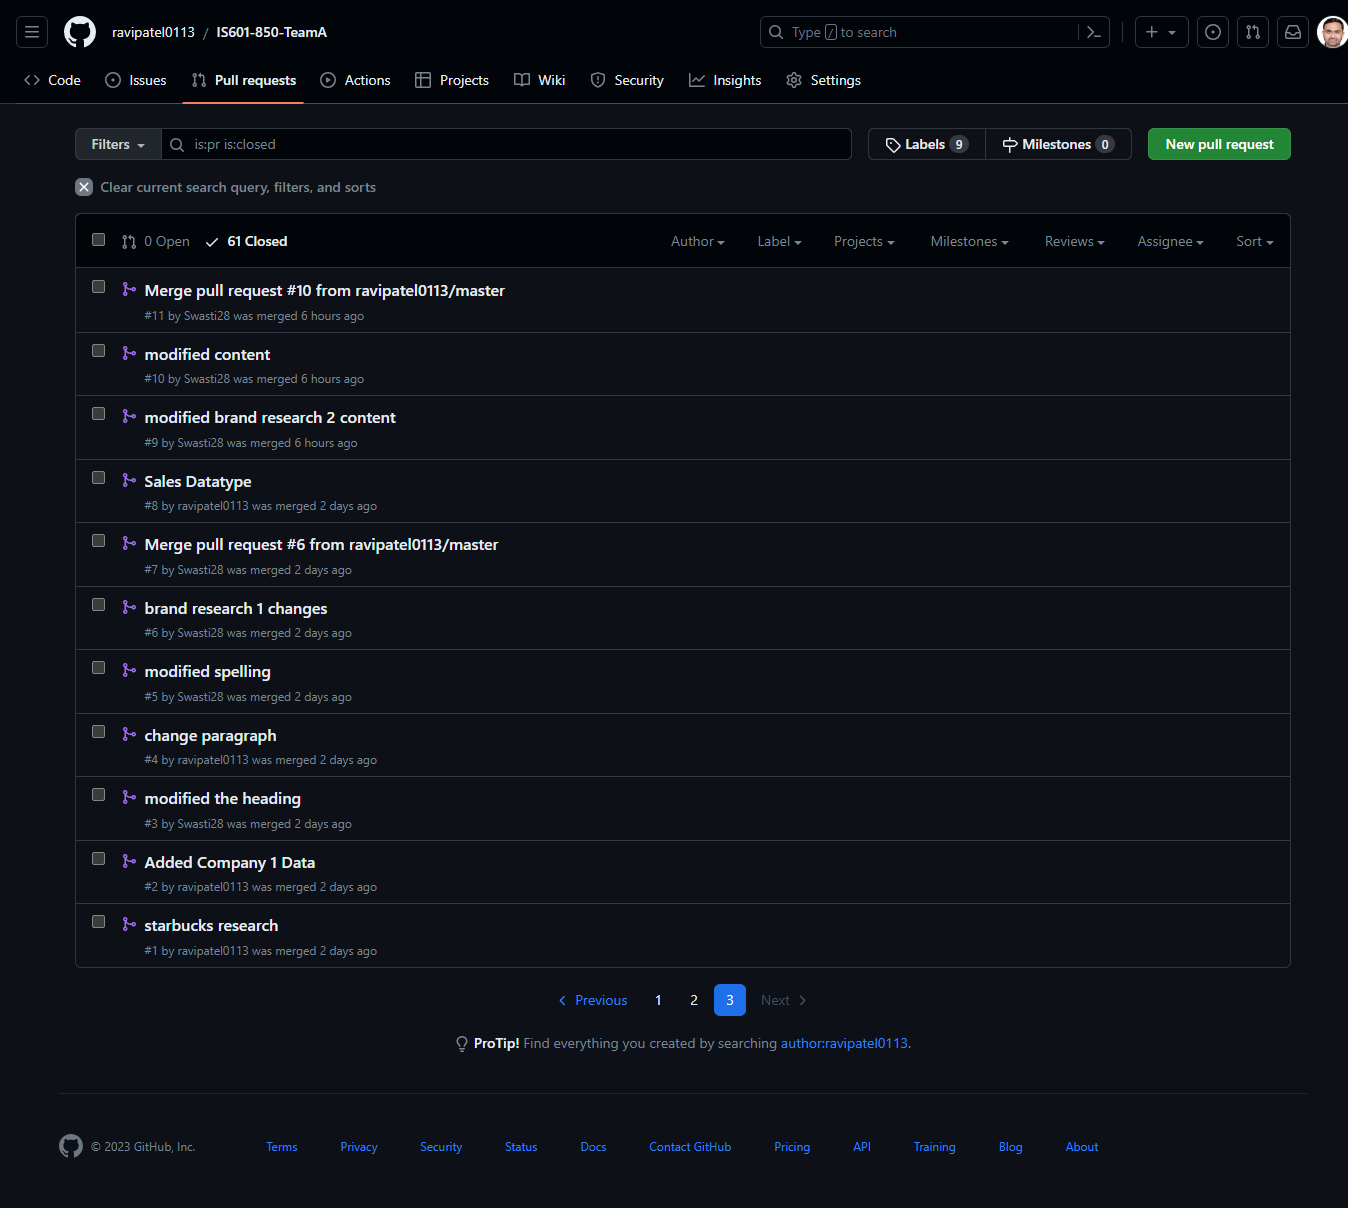 ravipatel0113 / IS601-850-TeamA
Type / to search
Code Issues Pull requests Actions Projects Wiki Security Insights Settings
Filters is:pr is:closed Labels 9 Milestones 0 New pull request
Clear current search query, filters, and sorts
0 Open 61 Closed Author Label Projects Milestones Reviews Assignee Sort
Merge pull request #10 from ravipatel0113/master
#11 by Swasti28 was merged 6 hours ago
modified content
#10 by Swasti28 was merged 6 hours ago
modified brand research 2 content
#9 by Swasti28 was merged 6 hours ago
Sales Datatype
#8 by ravipatel0113 was merged 2 days ago
Merge pull request #6 from ravipatel0113/master
#7 by Swasti28 was merged 2 days ago
brand research 1 changes
#6 by Swasti28 was merged 2 days ago
modified spelling
#5 by Swasti28 was merged 2 days ago
change paragraph
#4 by ravipatel0113 was merged 2 days ago
modified the heading
#3 by Swasti28 was merged 2 days ago
Added Company 1 Data
#2 by ravipatel0113 was merged 2 days ago
starbucks research
#1 by ravipatel0113 was merged 2 days ago
Previous 1 2 3 Next
ProTip! Find everything you created by searching author:ravipatel0113.
© 2023 GitHub, Inc. Terms Privacy Security Status Docs Contact GitHub Pricing API Training Blog About